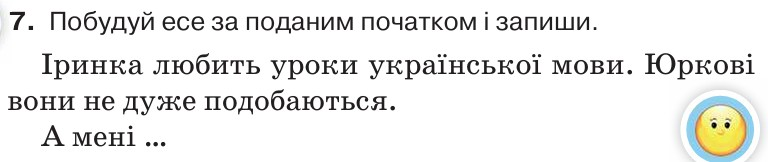 7. Побудуй есе за поданим початком і запиши.
Іринка любить уроки української мови. Юркові
вони не дуже подобаються.
А мені ...